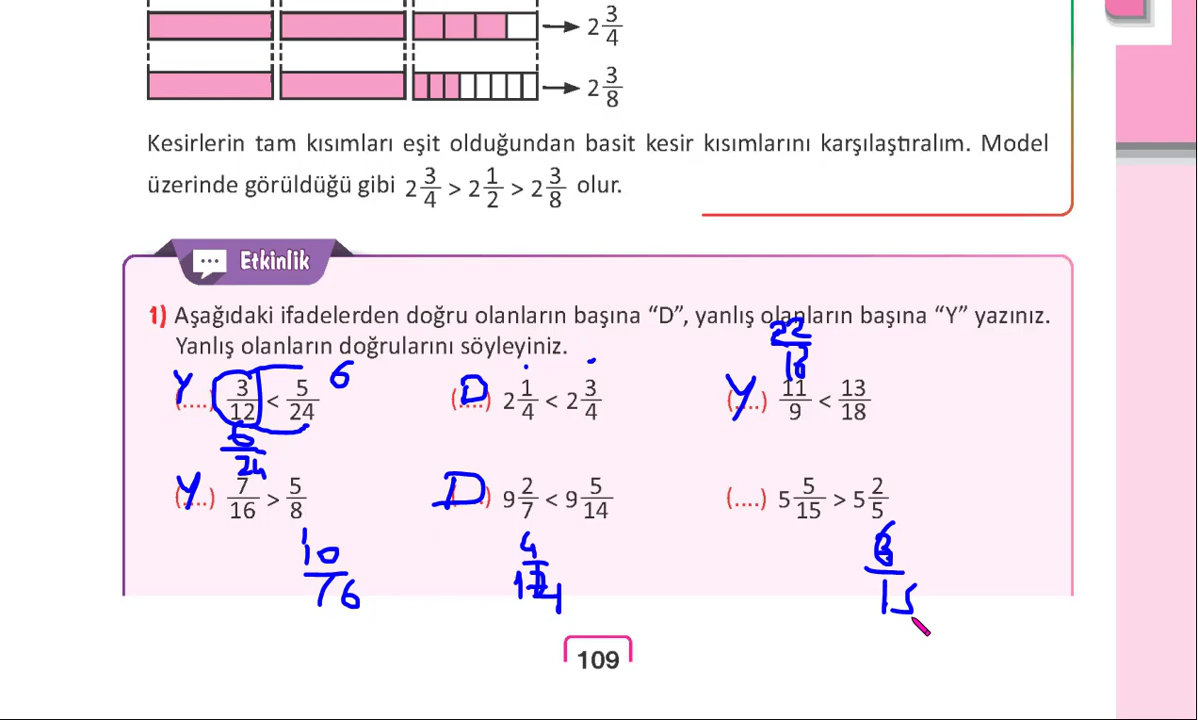 → 2 3/4
→ 2 3/8
Kesirlerin tam kısımları eşit olduğundan basit kesir kısımlarını karşılaştıralım. Model
üzerinde görüldüğü gibi 2 3/4 > 2 1/2 > 2 3/8 olur.
Etkinlik
1) Aşağıdaki ifadelerden doğru olanların başına “D”, yanlış olanların başına “Y” yazınız.
Yanlış olanların doğrularını söyleyiniz.
22/18
Y (....) 3/12 < 5/24 6
D (....) 2 1/4 < 2 3/4
Y (....) 11/9 < 13/18
6/24
Y (....) 7/16 > 5/8
D (....) 9 2/7 < 9 5/14
(....) 5 5/15 > 5 2/5
10/16
4/14
6/15
109